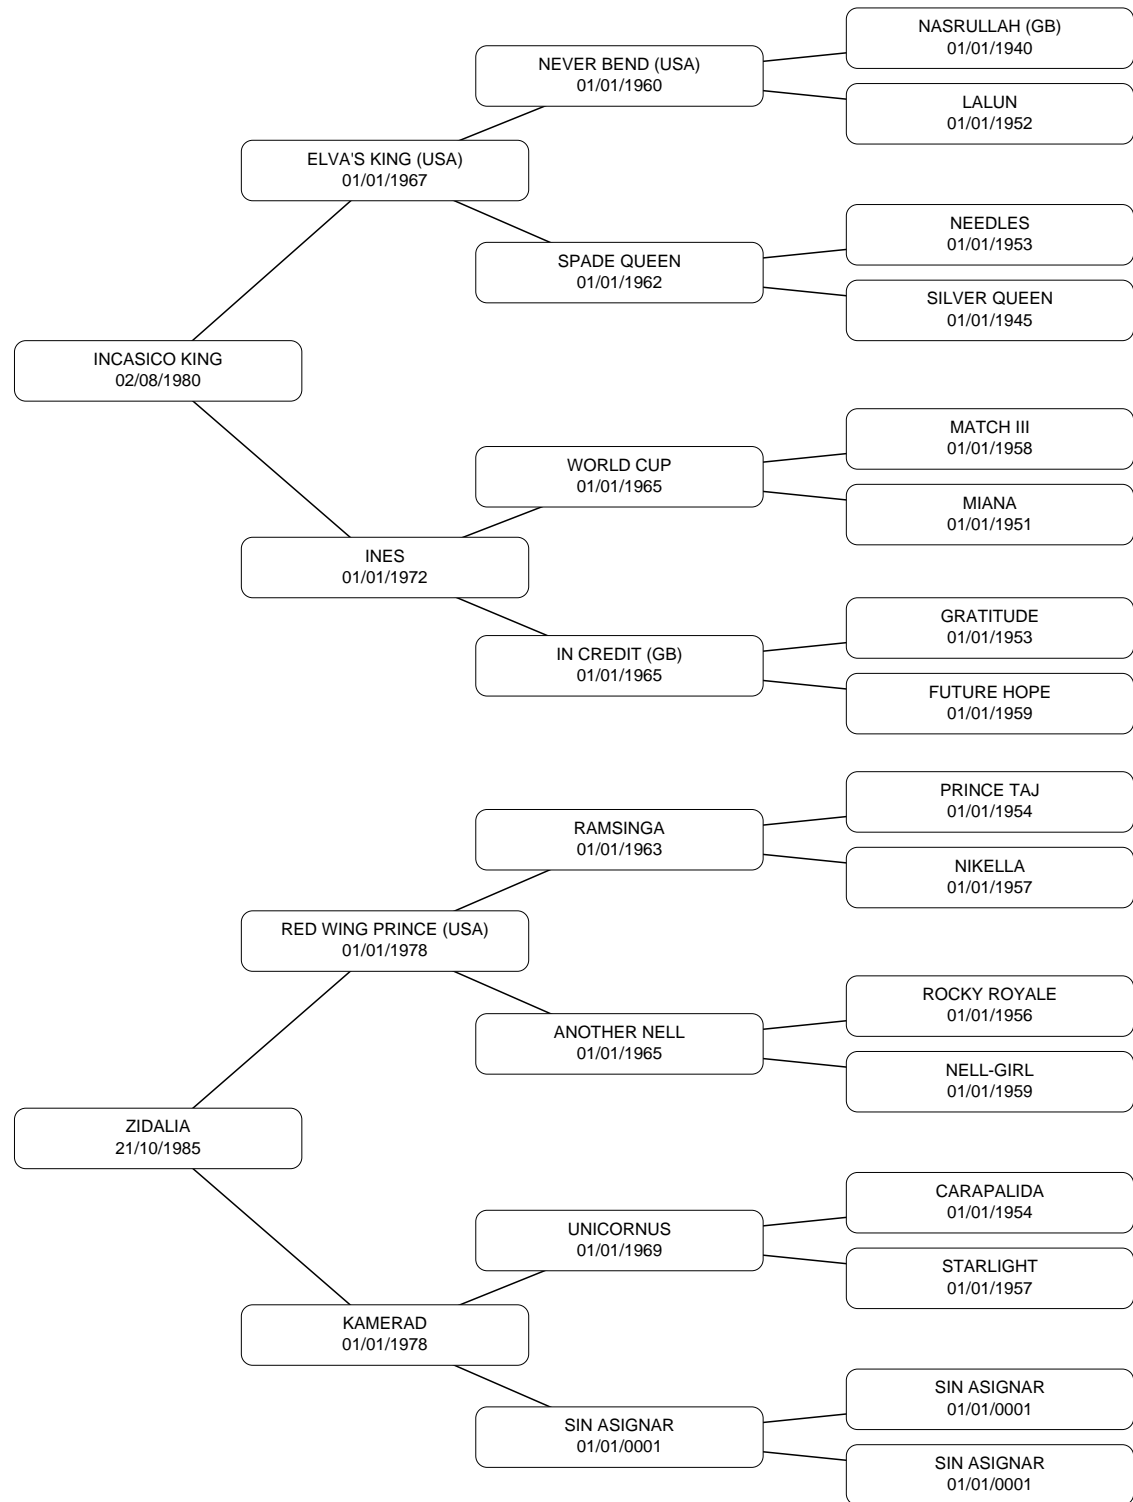 NASRULLAH (GB)
01/01/1940
NEVER BEND (USA)
01/01/1960
LALUN
01/01/1952
ELVA'S KING (USA)
01/01/1967
NEEDLES
01/01/1953
SPADE QUEEN
01/01/1962
SILVER QUEEN
01/01/1945
INCASICO KING
02/08/1980
MATCH III
01/01/1958
WORLD CUP
01/01/1965
MIANA
01/01/1951
INES
01/01/1972
GRATITUDE
01/01/1953
IN CREDIT (GB)
01/01/1965
FUTURE HOPE
01/01/1959
PRINCE TAJ
01/01/1954
RAMSINGA
01/01/1963
NIKELLA
01/01/1957
RED WING PRINCE (USA)
01/01/1978
ROCKY ROYALE
01/01/1956
ANOTHER NELL
01/01/1965
NELL-GIRL
01/01/1959
ZIDALIA
21/10/1985
CARAPALIDA
01/01/1954
UNICORNUS
01/01/1969
STARLIGHT
01/01/1957
KAMERAD
01/01/1978
SIN ASIGNAR
01/01/0001
SIN ASIGNAR
01/01/0001
SIN ASIGNAR
01/01/0001